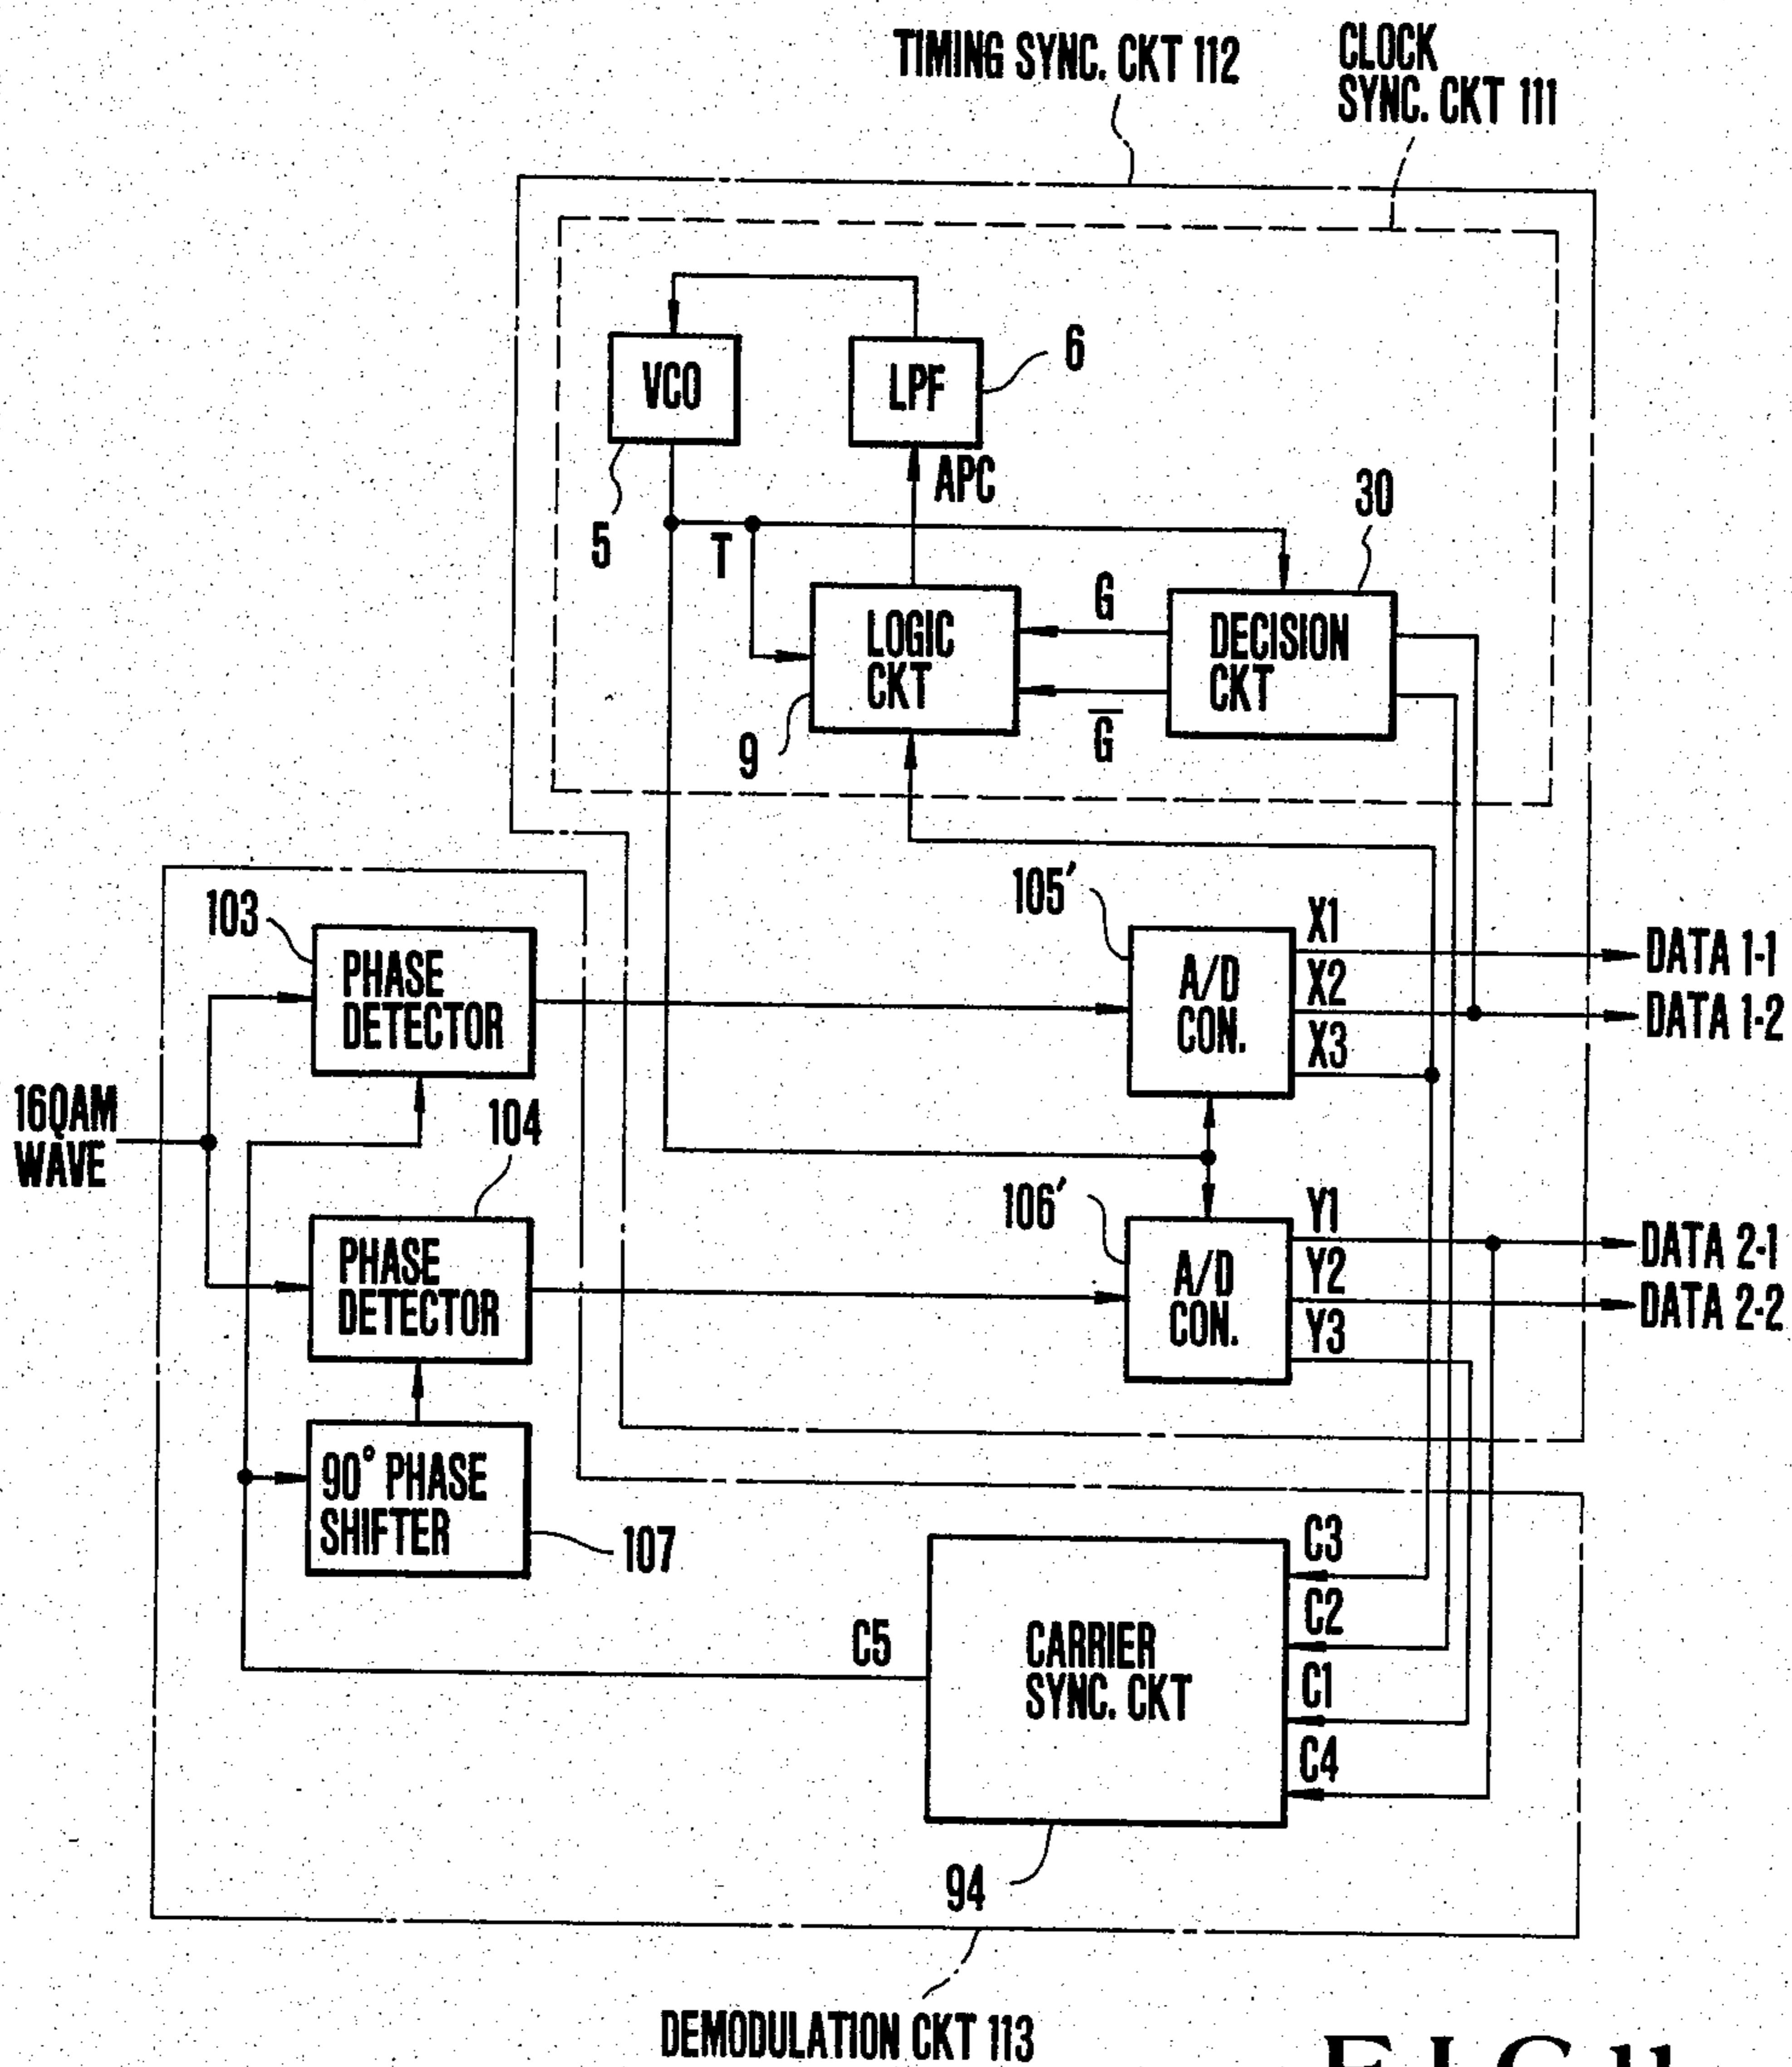 TIMING SYNC. CKT 112
CLOCK
SYNC. CKT 111
VCO
LPF
6
APC
5
T
30
LOGIC
CKT
G
G̅
DECISION
CKT
9
103
PHASE
DETECTOR
105'
A/D
CON.
X1
X2
X3
DATA 1-1
DATA 1-2
16QAM
WAVE
104
PHASE
DETECTOR
106'
A/D
CON.
Y1
Y2
Y3
DATA 2-1
DATA 2-2
90° PHASE
SHIFTER
107
C5
CARRIER
SYNC. CKT
C3
C2
C1
C4
94
DEMODULATION CKT 113
FIG. 11